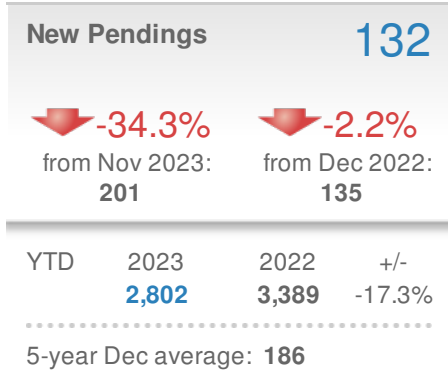 New Pendings 132
-34.3% -2.2%
from Nov 2023: from Dec 2022:
201 135
YTD 2023 2022 +/-
2,802 3,389 -17.3%
5-year Dec average: 186